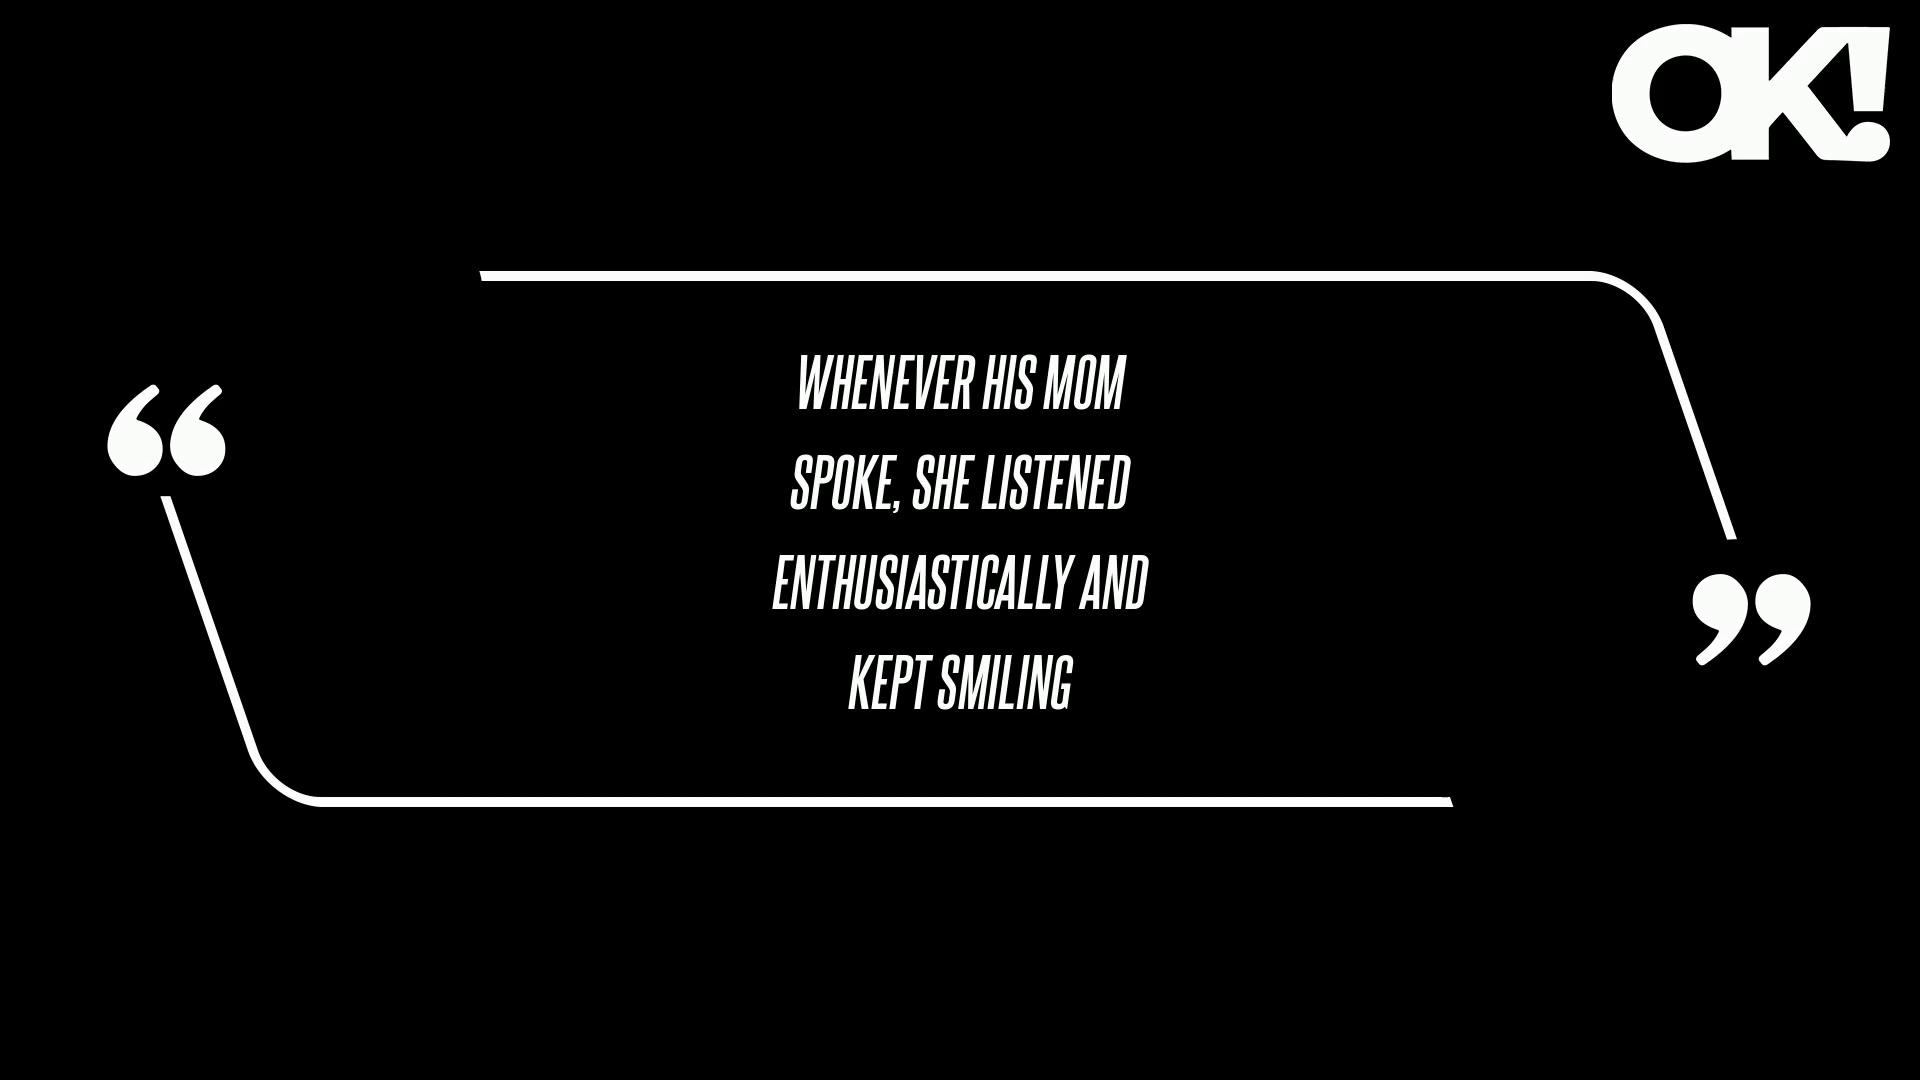 OK!
WHENEVER HIS MOM
SPOKE, SHE LISTENED
ENTHUSIASTICALLY AND
KEPT SMILING